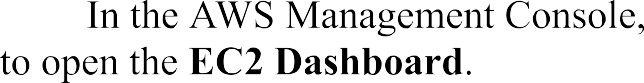 In the AWS Management Console,
to open the EC2 Dashboard.